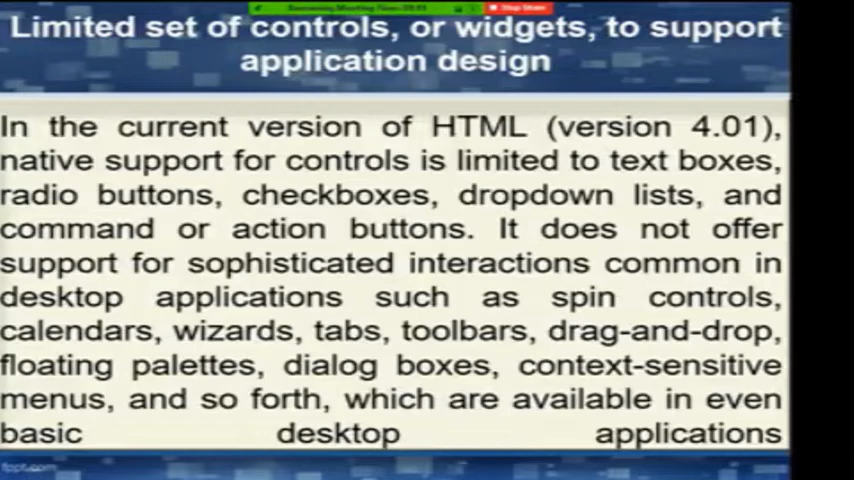 Stop Share
Limited set of controls, or widgets, to support
application design
In the current version of HTML (version 4.01),
native support for controls is limited to text boxes,
radio buttons, checkboxes, dropdown lists, and
command or action buttons. It does not offer
support for sophisticated interactions common in
desktop applications such as spin controls,
calendars, wizards, tabs, toolbars, drag-and-drop,
floating palettes, dialog boxes, context-sensitive
menus, and so forth, which are available in even
basic desktop applications
fppt.com